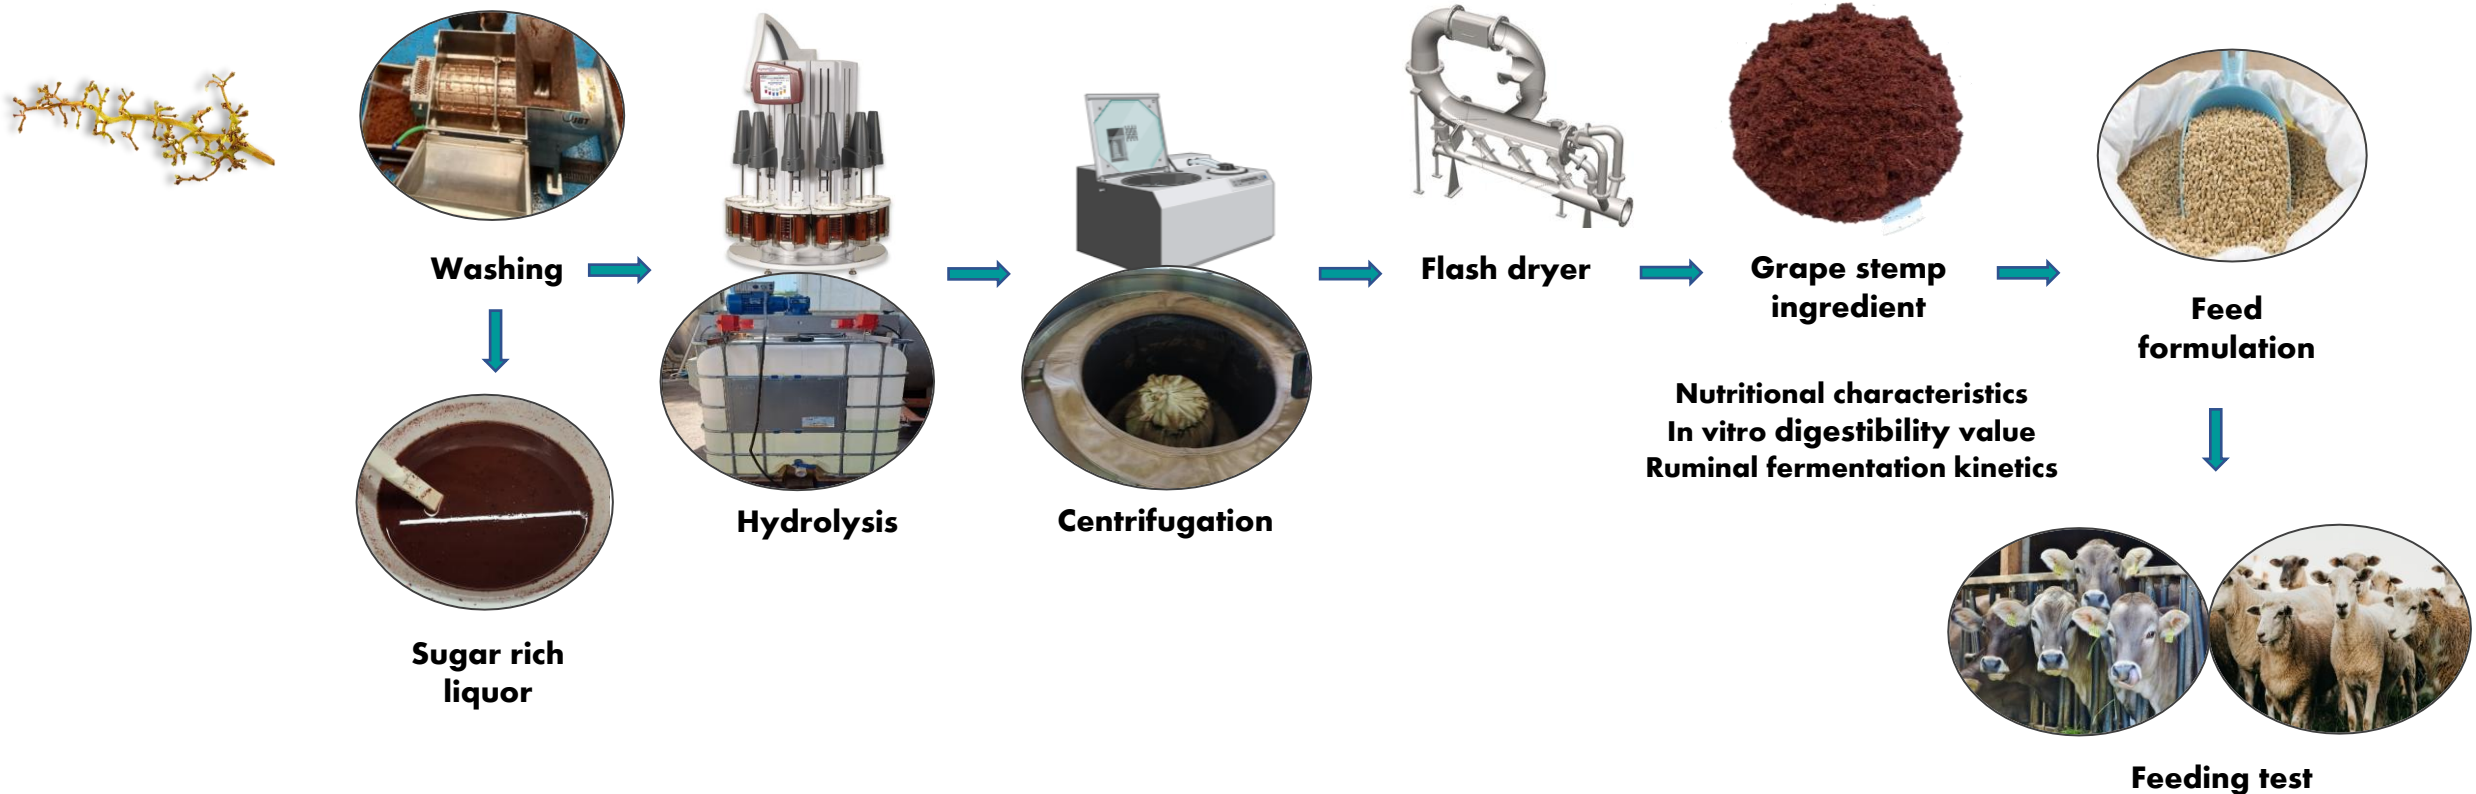 Washing
Sugar rich
liquor
Hydrolysis
Centrifugation
Flash dryer
Grape stemp
ingredient
Nutritional characteristics
In vitro digestibility value
Ruminal fermentation kinetics
Feed
formulation
Feeding test
JBT